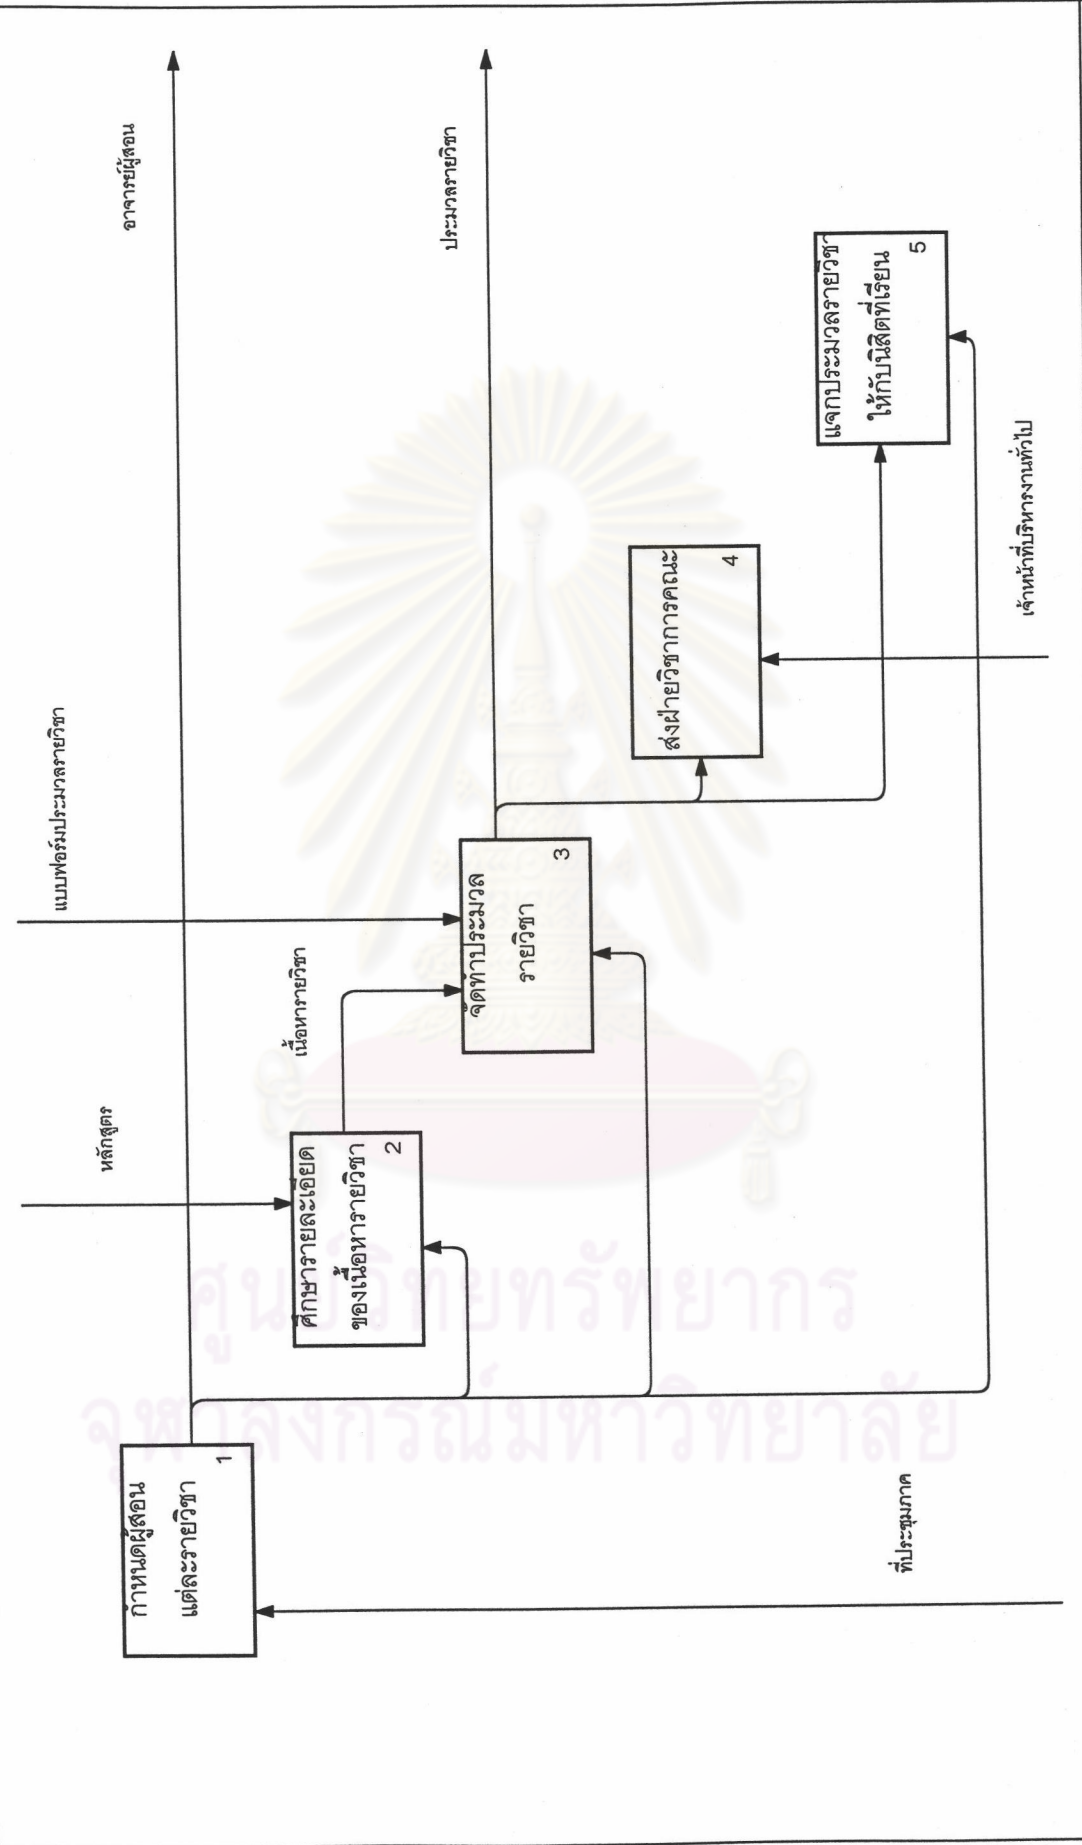 กำหนดผู้สอน
แต่ละรายวิชา
1
ศึกษารายละเอียด
ของเนื้อหารายวิชา
2
จัดทำประมวล
รายวิชา
3
ส่งฝ่ายวิชาการคณะ
4
แจกประมวลรายวิชา
ให้กับนิสิตที่เรียน
5
หลักสูตร
แบบฟอร์มประมวลรายวิชา
อาจารย์ผู้สอน
เนื้อหารายวิชา
ประมวลรายวิชา
ที่ประชุมภาค
เจ้าหน้าที่บริหารงานทั่วไป
ศูนย์วิทยทรัพยากร
จุฬาลงกรณ์มหาวิทยาลัย